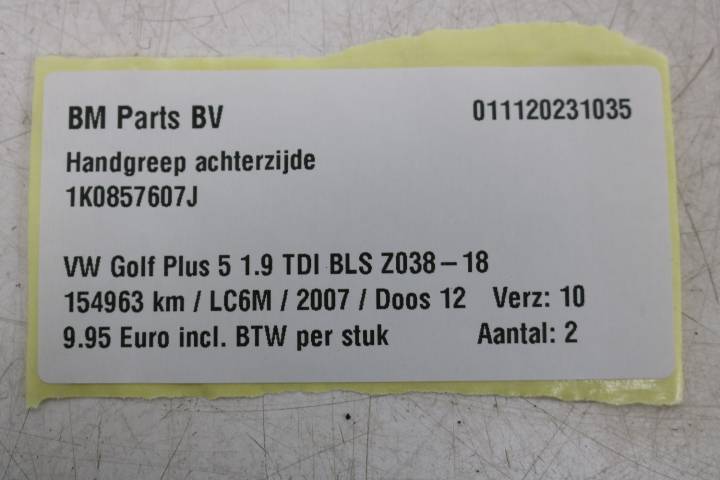 BM Parts BV 011120231035
Handgreep achterzijde
1K0857607J
VW Golf Plus 5 1.9 TDI BLS Z038-18
154963 km / LC6M / 2007 / Doos 12 Verz: 10
9.95 Euro incl. BTW per stuk Aantal: 2